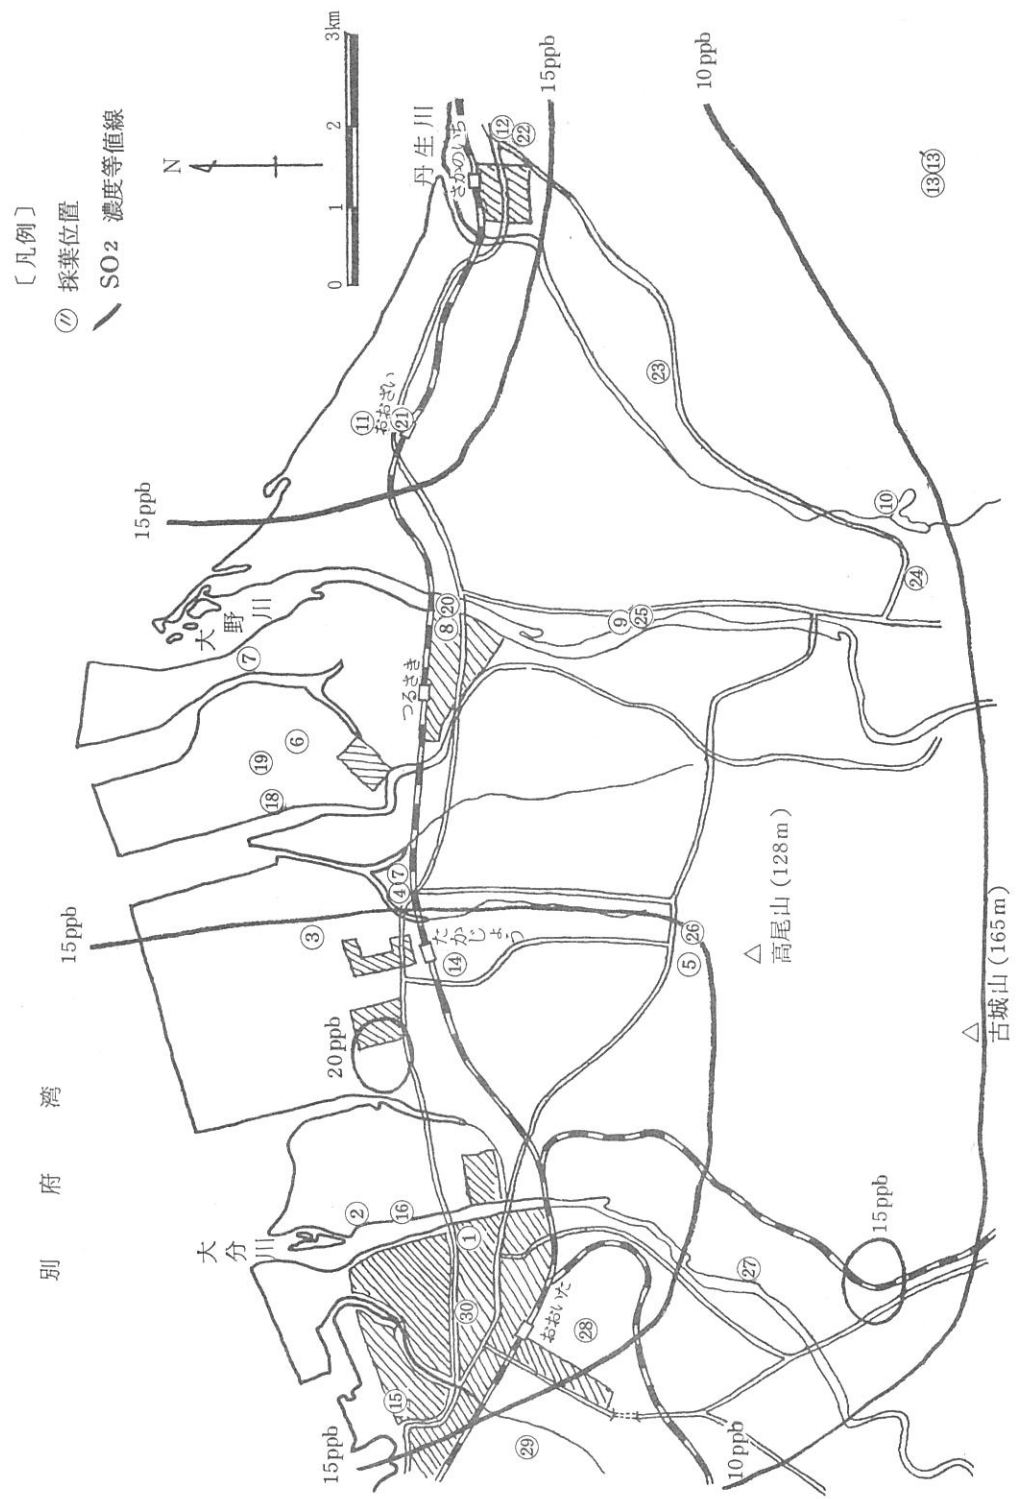 〔凡例〕
〃 採葉位置
SO2 濃度等値線
N
0 1 2 3km
別府湾
大分川
大野川
丹生川
15ppb
15ppb
15ppb
15ppb
20ppb
15ppb
10ppb
10ppb
おおいた
たかじょう
つるさき
おおざい
さかのいち
高尾山(128m)
古城山(165m)
①
②
③
④
⑦
⑤
⑥
⑦
⑧
⑨
⑩
⑪
⑫
⑬
⑬
⑭
⑮
⑯
⑱
⑲
⑳
㉑
㉒
㉓
㉔
㉕
㉖
㉗
㉘
㉙
㉚